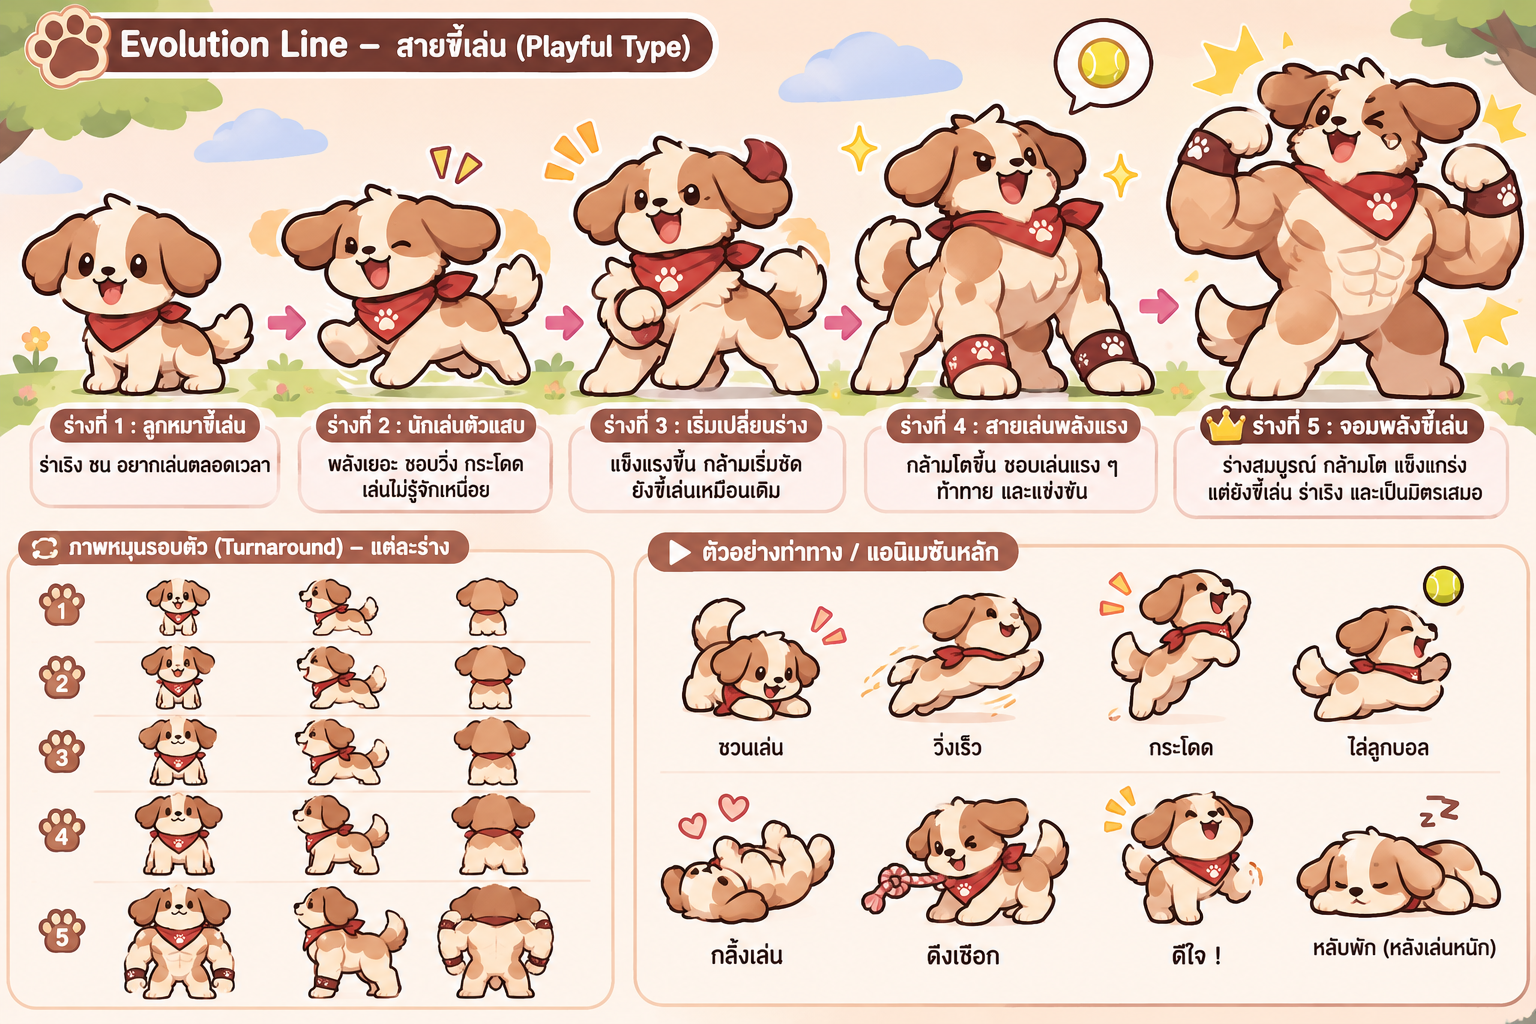 Evolution Line – สายขี้เล่น (Playful Type)
ร่างที่ 1 : ลูกหมาขี้เล่น
ร่าเริง ซน อยากเล่นตลอดเวลา
ร่างที่ 2 : นักเล่นตัวแสบ
พลังเยอะ ชอบวิ่ง กระโดด
เล่นไม่รู้จักเหนื่อย
ร่างที่ 3 : เริ่มเปลี่ยนร่าง
แข็งแรงขึ้น กล้ามเริ่มชัด
ยังขี้เล่นเหมือนเดิม
ร่างที่ 4 : สายเล่นพลังแรง
กล้ามโตขึ้น ชอบเล่นแรง ๆ
ท้าทาย และแข่งขัน
ร่างที่ 5 : จอมพลังขี้เล่น
ร่างสมบูรณ์ กล้ามโต แข็งแกร่ง
แต่ยังขี้เล่น ร่าเริง และเป็นมิตรเสมอ
ภาพหมุนรอบตัว (Turnaround) – แต่ละร่าง
1
2
3
4
5
ตัวอย่างท่าทาง / แอนิเมชันหลัก
ชวนเล่น
วิ่งเร็ว
กระโดด
ไล่ลูกบอล
zZ
กลิ้งเล่น
ดึงเชือก
ดีใจ !
หลับพัก (หลังเล่นหนัก)